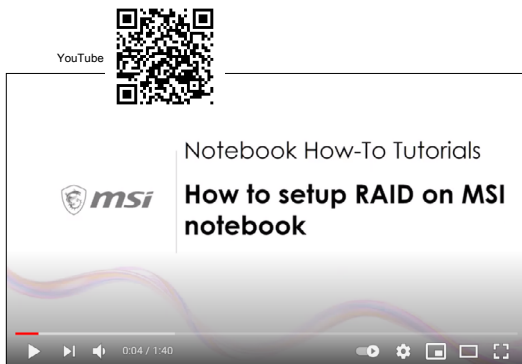 YouTube
Notebook How-To Tutorials
msi
How to setup RAID on MSI
notebook
0:04 / 1:40